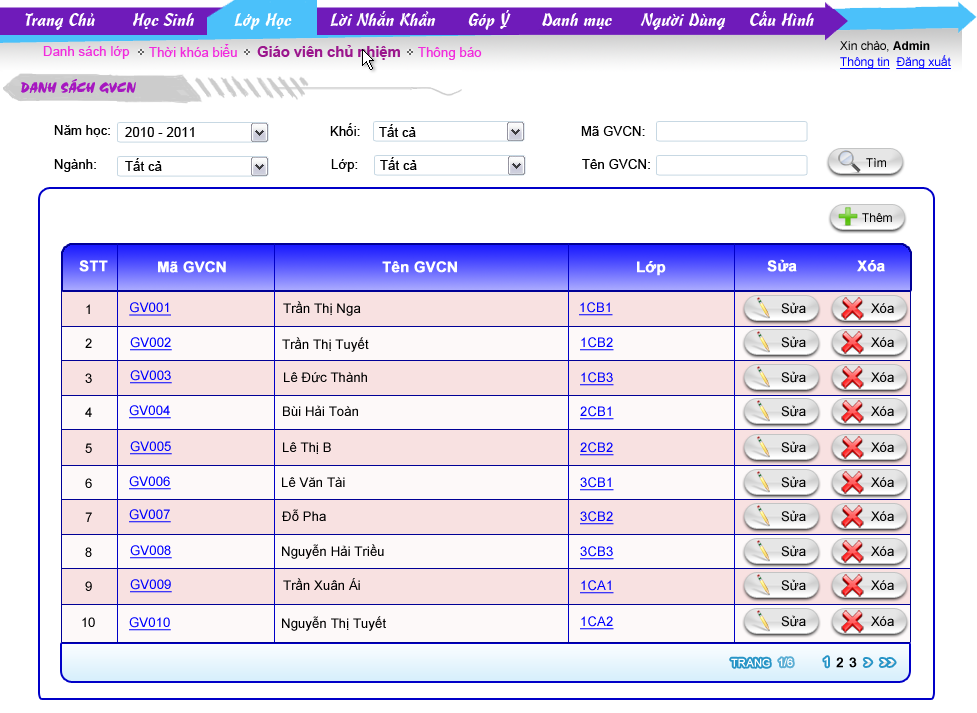 Trang Chủ Học Sinh Lớp Học Lời Nhắn Khẩn Góp Ý Danh mục Người Dùng Cấu Hình
Danh sách lớp Thời khóa biểu Giáo viên chủ nhiệm Thông báo
Xin chào, Admin
Thông tin Đăng xuất
DANH SÁCH GVCN
Năm học: 2010 - 2011 Khối: Tất cả Mã GVCN:
Ngành: Tất cả Lớp: Tất cả Tên GVCN: Tìm
Thêm
STT Mã GVCN Tên GVCN Lớp Sửa Xóa
1 GV001 Trần Thị Nga 1CB1 Sửa Xóa
2 GV002 Trần Thị Tuyết 1CB2 Sửa Xóa
3 GV003 Lê Đức Thành 1CB3 Sửa Xóa
4 GV004 Bùi Hải Toàn 2CB1 Sửa Xóa
5 GV005 Lê Thị B 2CB2 Sửa Xóa
6 GV006 Lê Văn Tài 3CB1 Sửa Xóa
7 GV007 Đỗ Pha 3CB2 Sửa Xóa
8 GV008 Nguyễn Hải Triều 3CB3 Sửa Xóa
9 GV009 Trần Xuân Ái 1CA1 Sửa Xóa
10 GV010 Nguyễn Thị Tuyết 1CA2 Sửa Xóa
TRANG 1/6 1 2 3 > >>